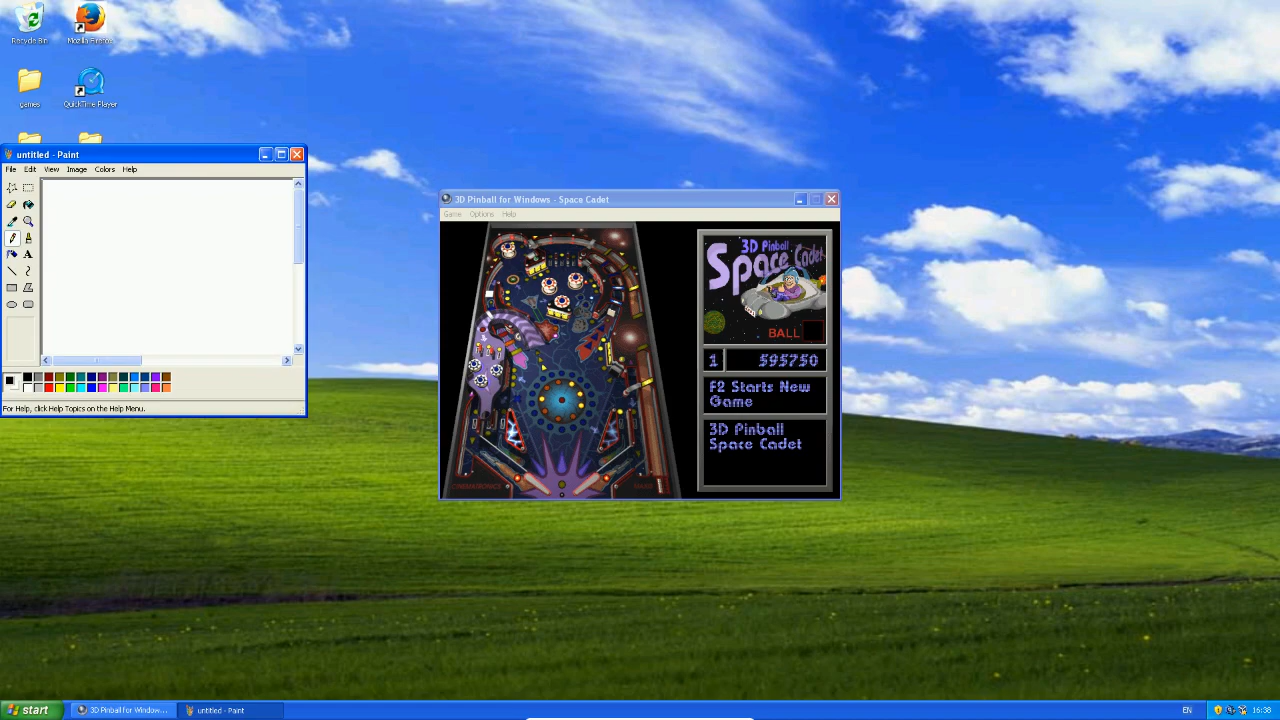 Recycle Bin
Mozilla Firefox
games
QuickTime Player
untitled - Paint
File Edit View Image Colors Help
For Help, click Help Topics on the Help Menu.
3D Pinball for Windows - Space Cadet
Game Options Help
3D Pinball
Space Cadet
BALL
1 595750
F2 Starts New
Game
3D Pinball
Space Cadet
CINEMATRONICS
MAXIS
start
3D Pinball for Window...
untitled - Paint
EN
16:38